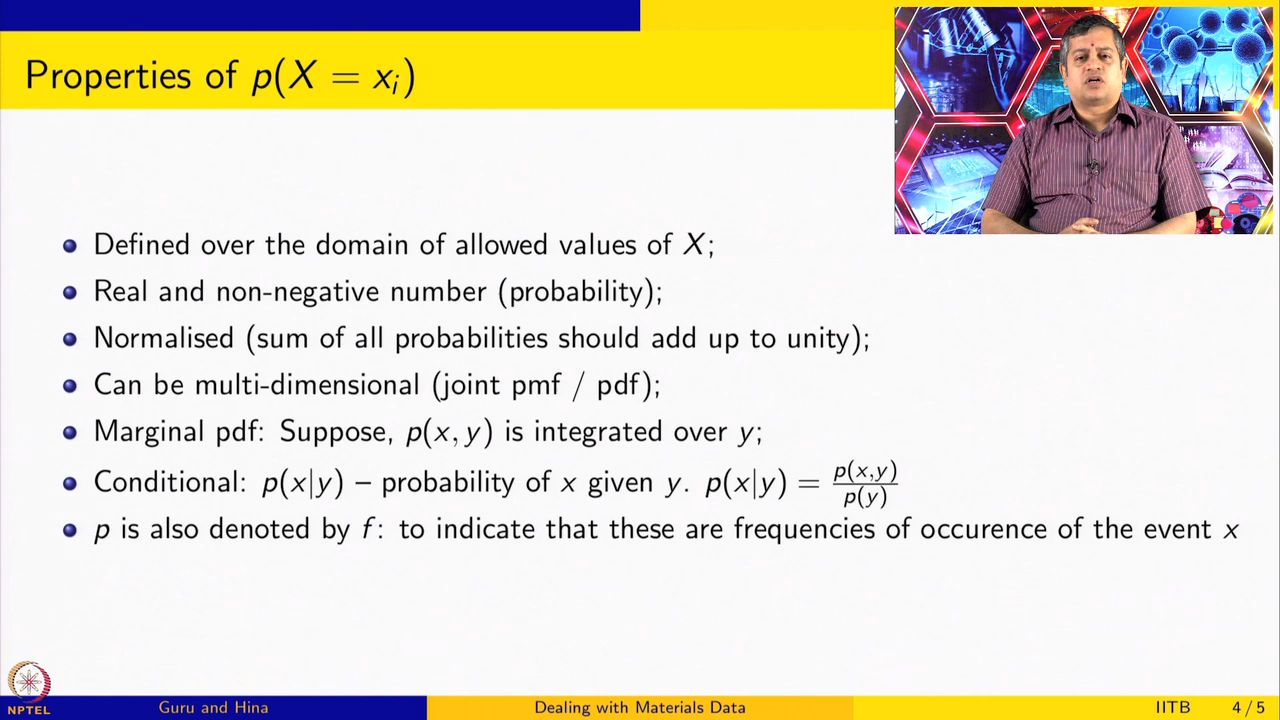 Properties of p(X = xᵢ)
Defined over the domain of allowed values of X;
Real and non-negative number (probability);
Normalised (sum of all probabilities should add up to unity);
Can be multi-dimensional (joint pmf / pdf);
Marginal pdf: Suppose, p(x, y) is integrated over y;
Conditional: p(x|y) – probability of x given y. p(x|y) = p(x,y)/p(y)
p is also denoted by f: to indicate that these are frequencies of occurence of the event x
NPTEL
Guru and Hina Dealing with Materials Data IITB 4 / 5